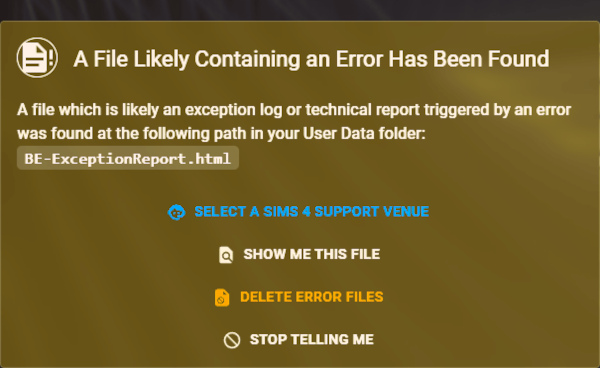 A File Likely Containing an Error Has Been Found
A file which is likely an exception log or technical report triggered by an error
was found at the following path in your User Data folder:
BE-ExceptionReport.html
SELECT A SIMS 4 SUPPORT VENUE
SHOW ME THIS FILE
DELETE ERROR FILES
STOP TELLING ME